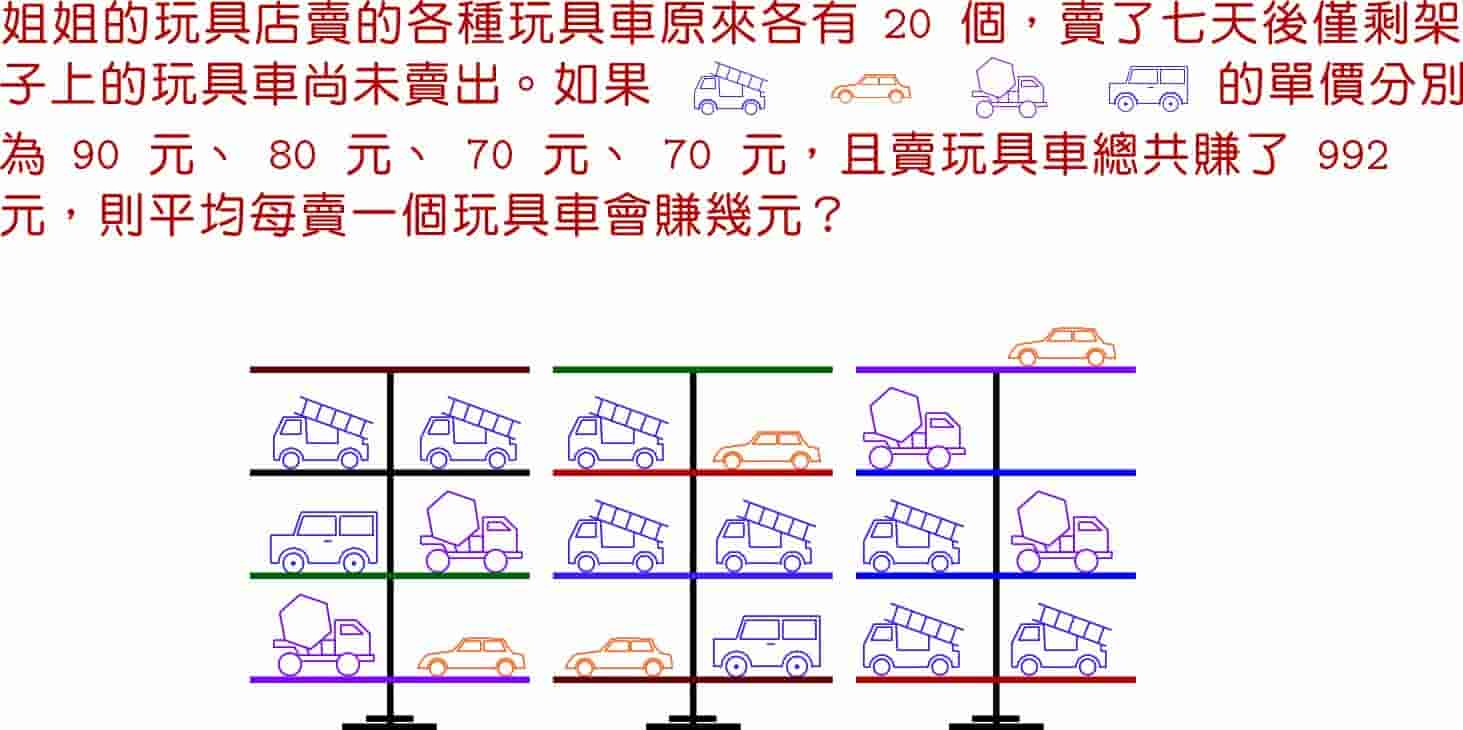 姐姐的玩具店賣的各種玩具車原來各有 20 個，賣了七天後僅剩架
子上的玩具車尚未賣出。如果 的單價分別
為 90 元、 80 元、 70 元、 70 元，且賣玩具車總共賺了 992
元，則平均每賣一個玩具車會賺幾元？